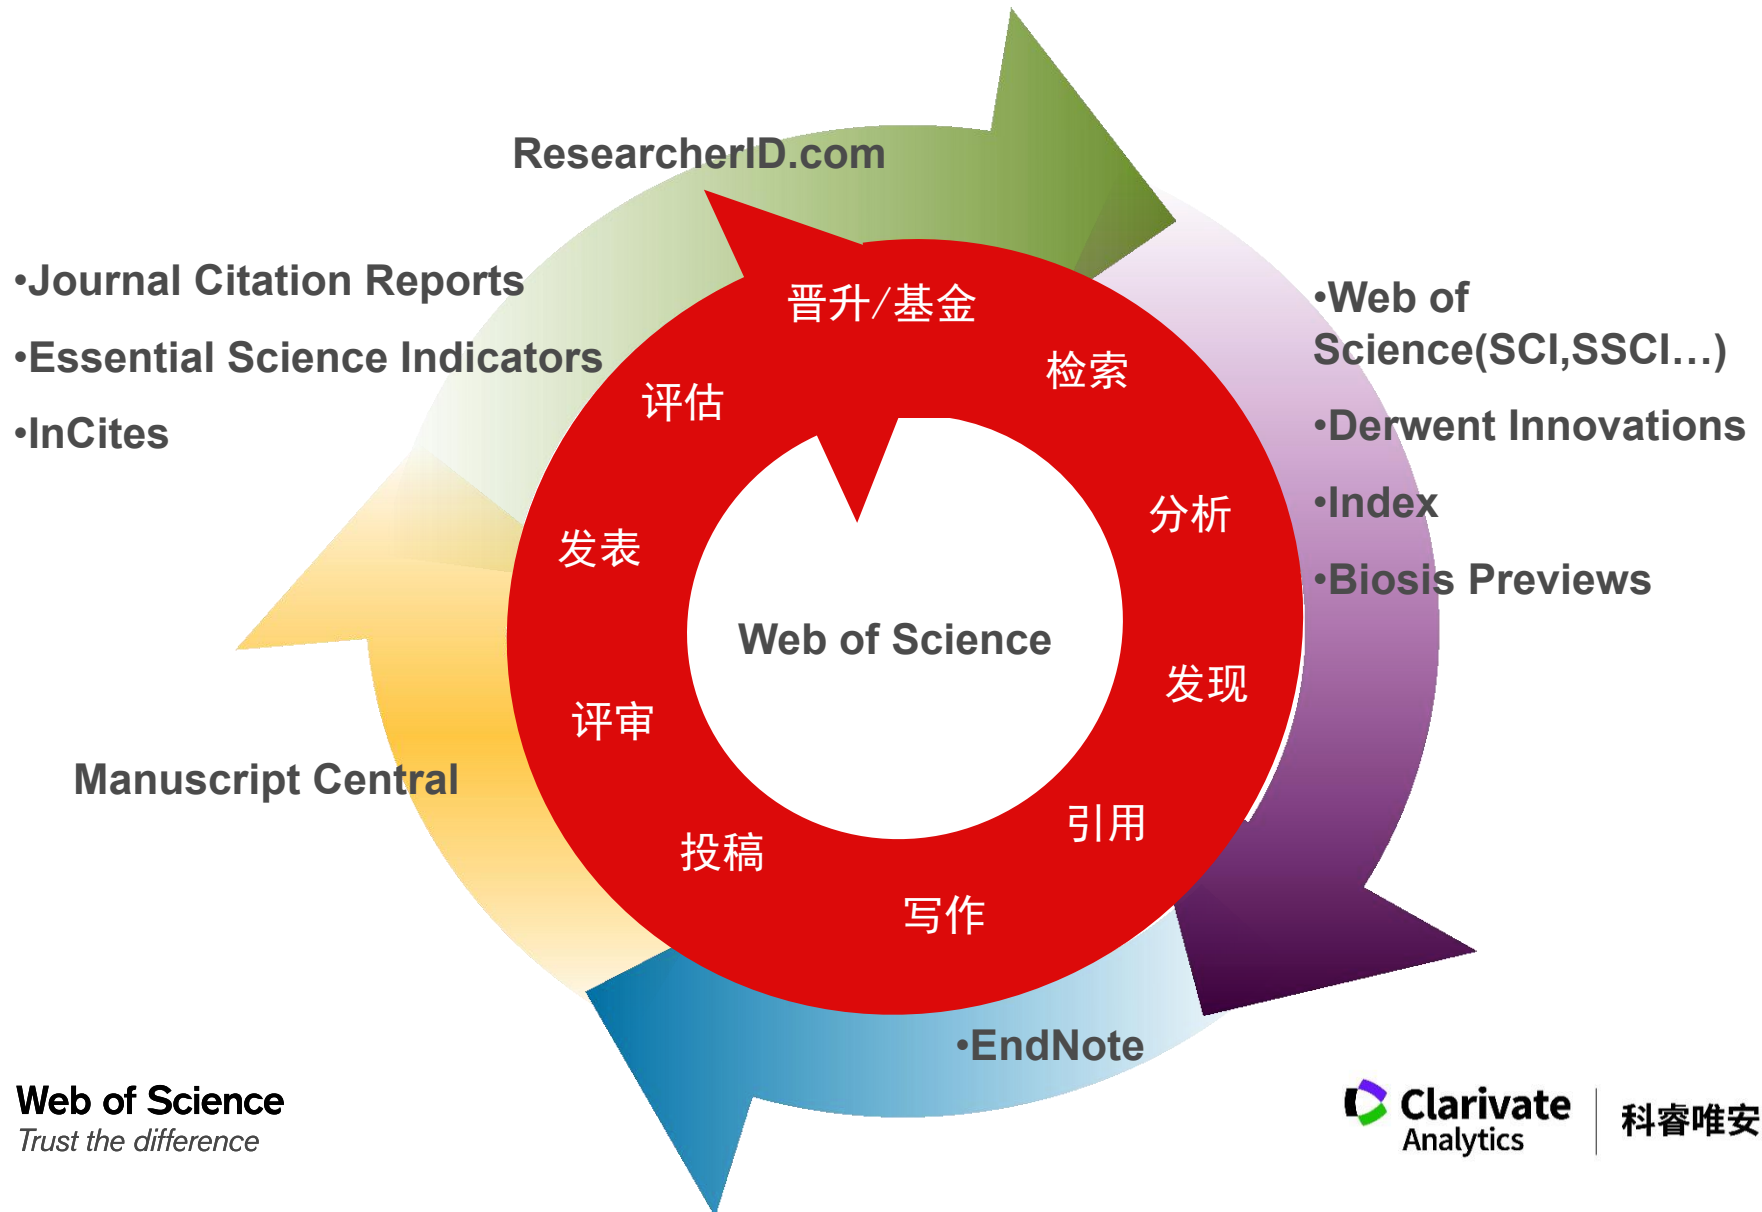 ResearcherID.com
•Journal Citation Reports
•Essential Science Indicators
•InCites
•Web of
Science(SCI,SSCI…)
•Derwent Innovations
•Index
•Biosis Previews
晋升/基金
检索
分析
发现
引用
写作
投稿
评审
发表
评估
Web of Science
Manuscript Central
•EndNote
Web of Science
Trust the difference
Clarivate
Analytics
科睿唯安